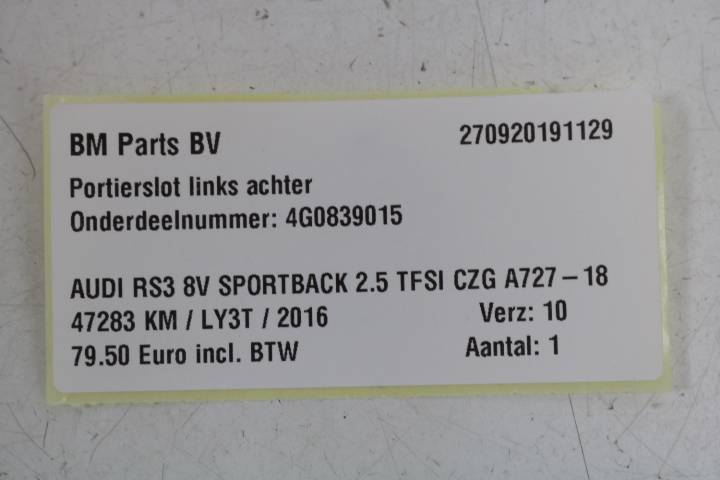 BM Parts BV 270920191129
Portierslot links achter
Onderdeelnummer: 4G0839015
AUDI RS3 8V SPORTBACK 2.5 TFSI CZG A727 – 18
47283 KM / LY3T / 2016 Verz: 10
79.50 Euro incl. BTW Aantal: 1